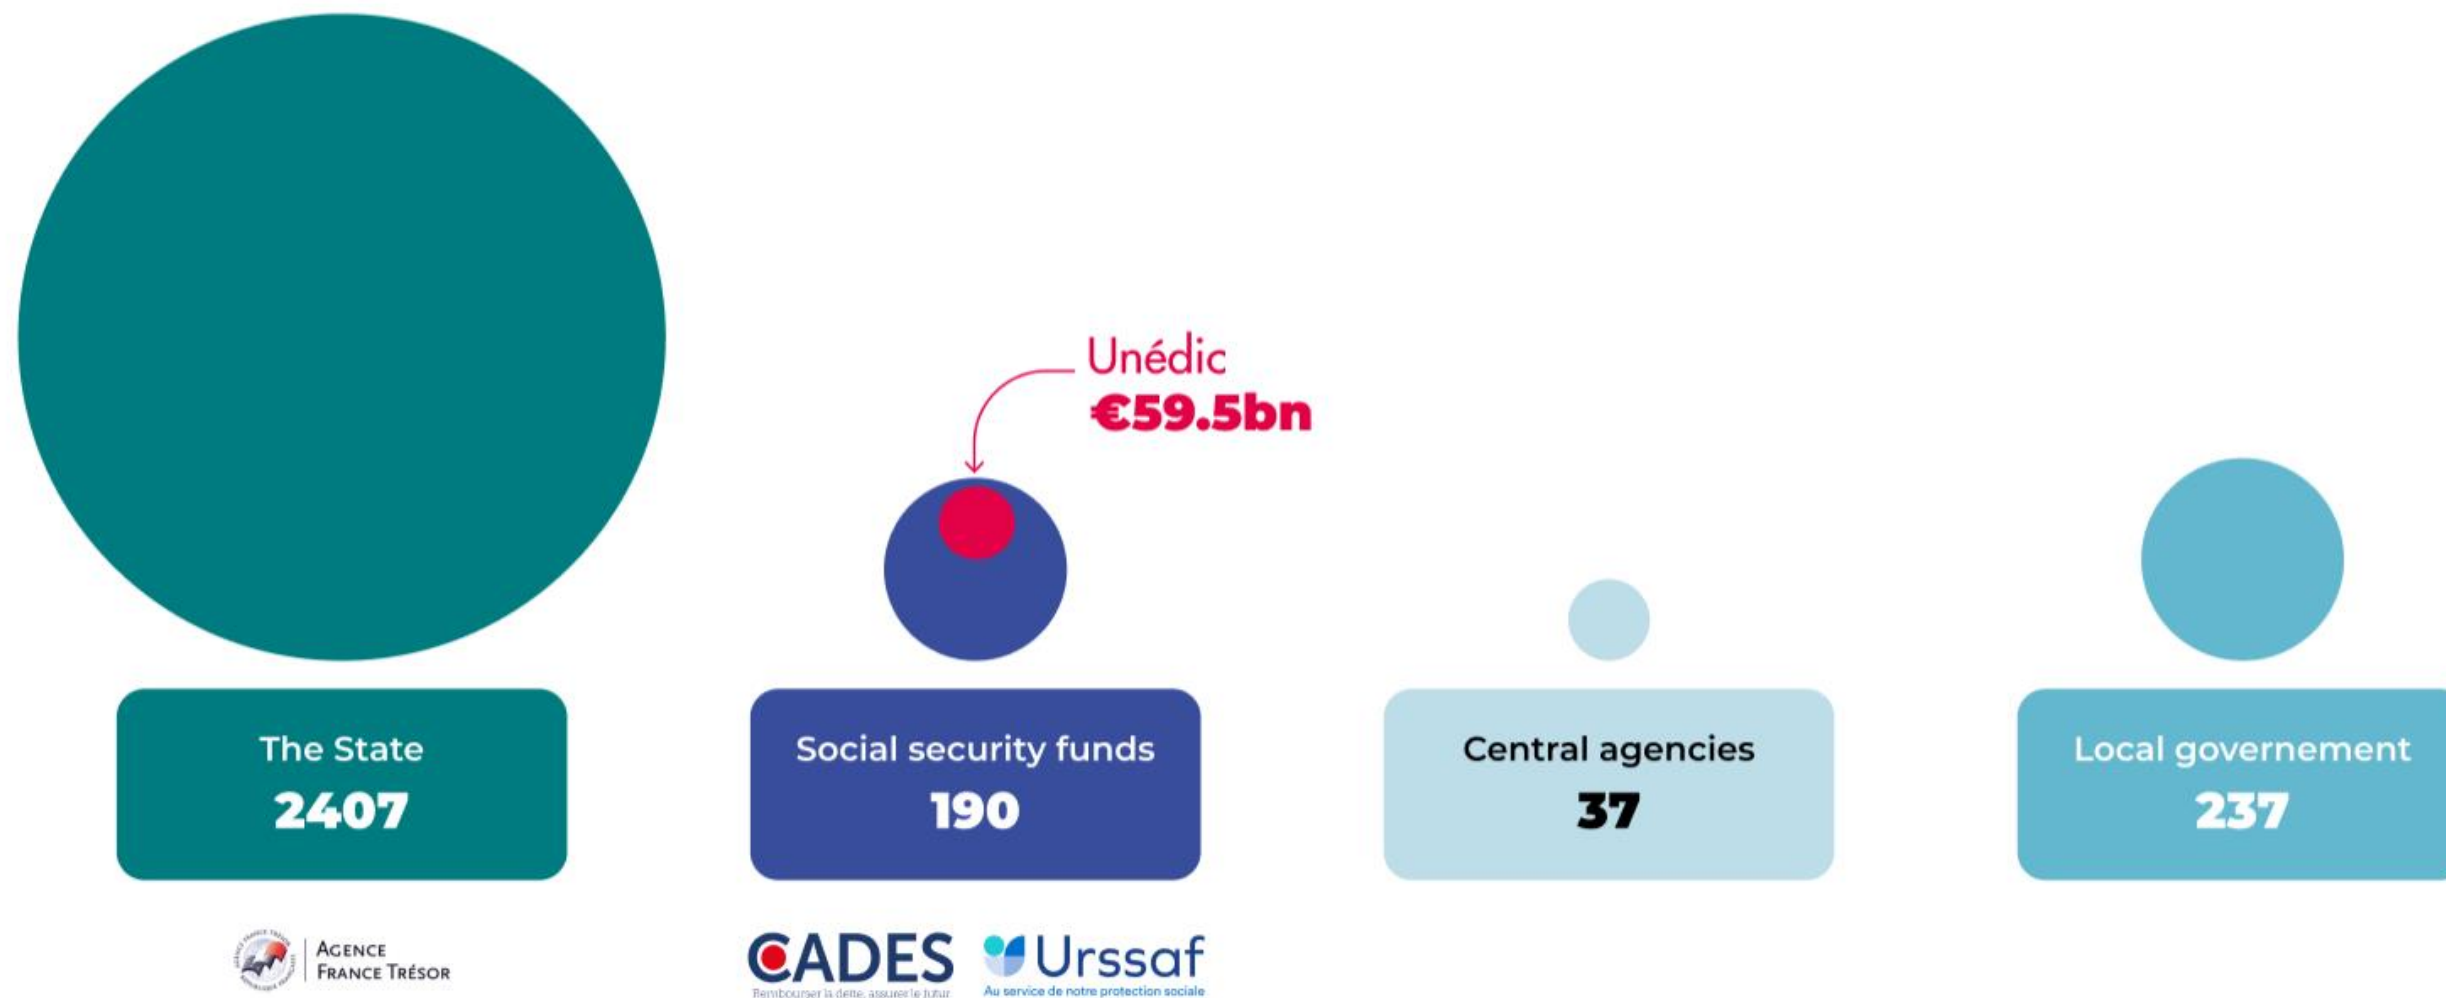 Unédic
€59.5bn
The State
2407
Social security funds
190
Central agencies
37
Local governement
237
AGENCE
FRANCE TRÉSOR
CADES
Rembourser la dette, assurer le futur
Urssaf
Au service de notre protection sociale